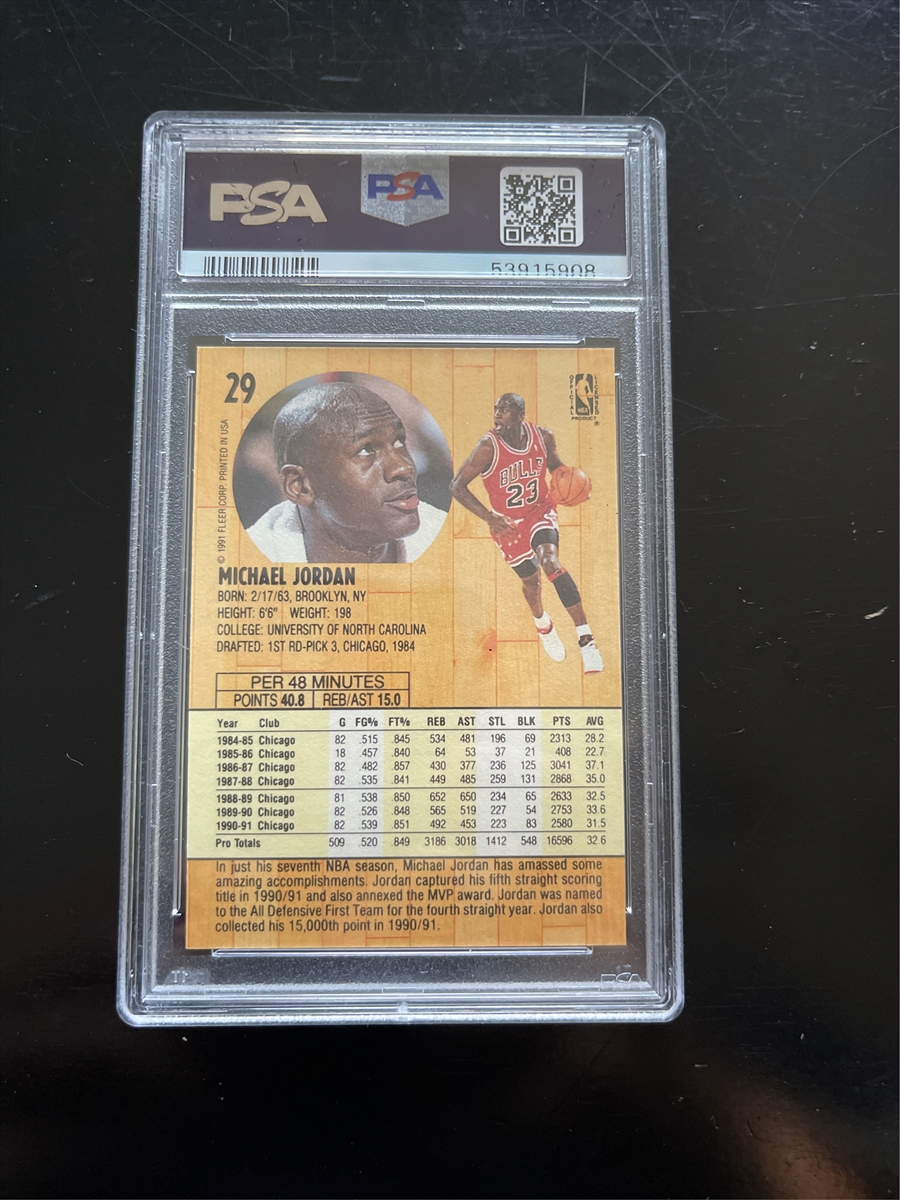 PSA
PSA
53915908
29
OFFICIAL LICENSED
NBA
PRODUCT
®
© 1991 FLEER CORP. PRINTED IN USA
BULLS
23
MICHAEL JORDAN
BORN: 2/17/63, BROOKLYN, NY
HEIGHT: 6'6" WEIGHT: 198
COLLEGE: UNIVERSITY OF NORTH CAROLINA
DRAFTED: 1ST RD-PICK 3, CHICAGO, 1984
PER 48 MINUTES
POINTS 40.8 REB/AST 15.0
Year Club G FG% FT% REB AST STL BLK PTS AVG
1984-85 Chicago 82 .515 .845 534 481 196 69 2313 28.2
1985-86 Chicago 18 .457 .840 64 53 37 21 408 22.7
1986-87 Chicago 82 .482 .857 430 377 236 125 3041 37.1
1987-88 Chicago 82 .535 .841 449 485 259 131 2868 35.0
1988-89 Chicago 81 .538 .850 652 650 234 65 2633 32.5
1989-90 Chicago 82 .526 .848 565 519 227 54 2753 33.6
1990-91 Chicago 82 .539 .851 492 453 223 83 2580 31.5
Pro Totals 509 .520 .849 3186 3018 1412 548 16596 32.6
In just his seventh NBA season, Michael Jordan has amassed some
amazing accomplishments. Jordan captured his fifth straight scoring
title in 1990/91 and also annexed the MVP award. Jordan was named
to the All Defensive First Team for the fourth straight year. Jordan also
collected his 15,000th point in 1990/91.
PSA